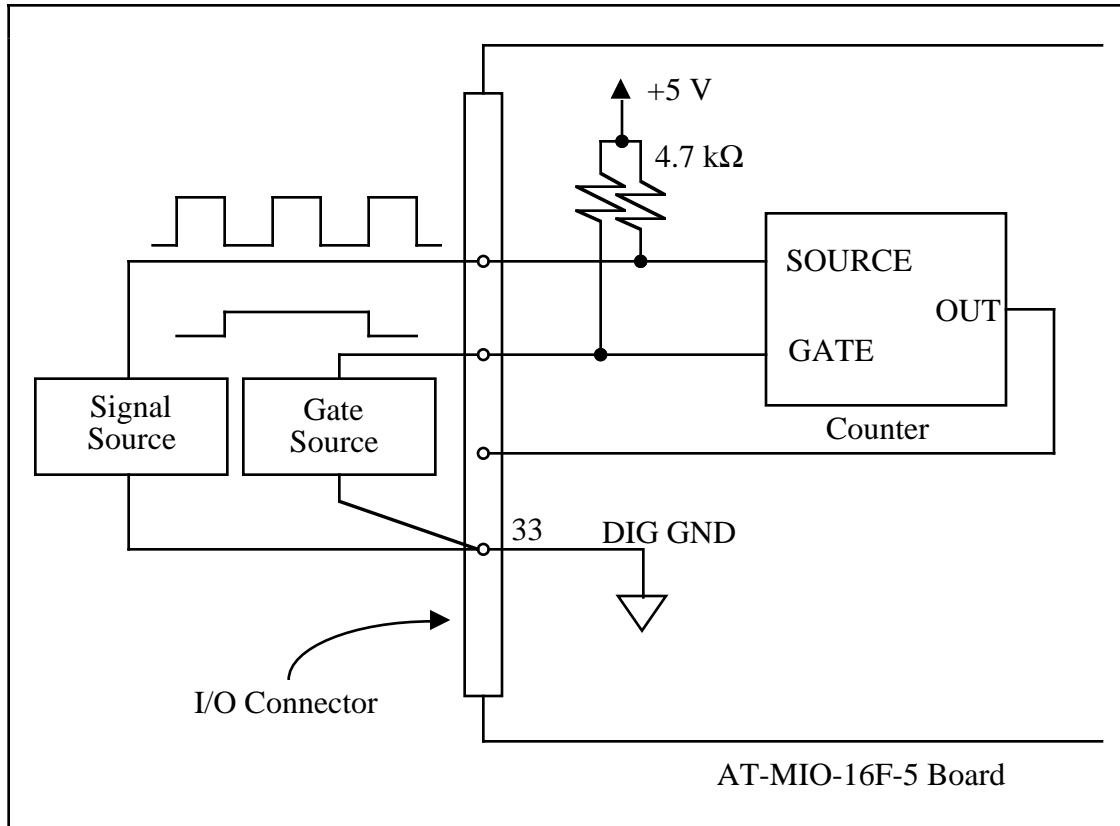 +5 V
4.7 kΩ
SOURCE
OUT
GATE
Signal
Source
Gate
Source
Counter
33
DIG GND
I/O Connector
AT-MIO-16F-5 Board